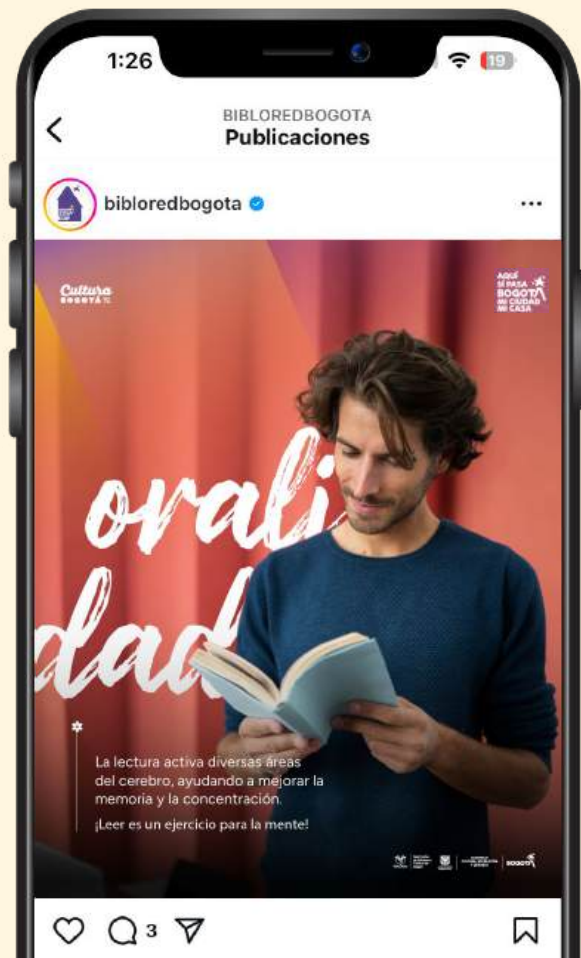 1:26
19
BIBLOREDBOGOTA
Publicaciones
bibloredbogota
Cultura
BOGOTÁ
AQUÍ
SÍ PASA
BOGOTÁ
MI CIUDAD
MI CASA
orali
dad
La lectura activa diversas áreas
del cerebro, ayudando a mejorar la
memoria y la concentración.
¡Leer es un ejercicio para la mente!
BOGOTÁ
3